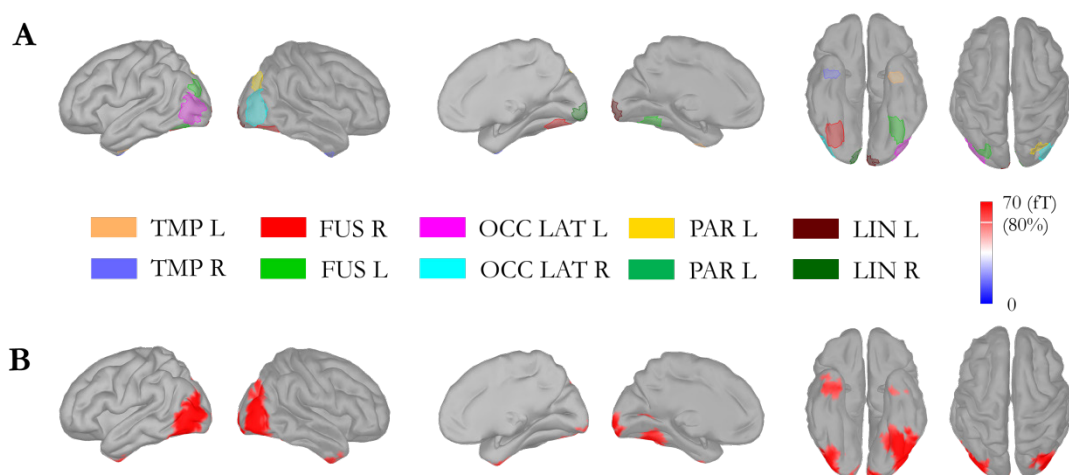 A
TMP L FUS R OCC LAT L PAR L LIN L
TMP R FUS L OCC LAT R PAR L LIN R
70 (fT)
(80%)
0
B